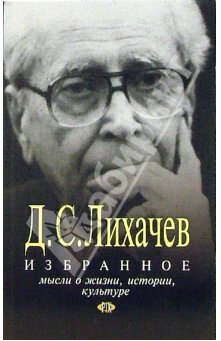 Д. С. Лихачев
ИЗБРАННОЕ
мысли о жизни, истории,
культуре